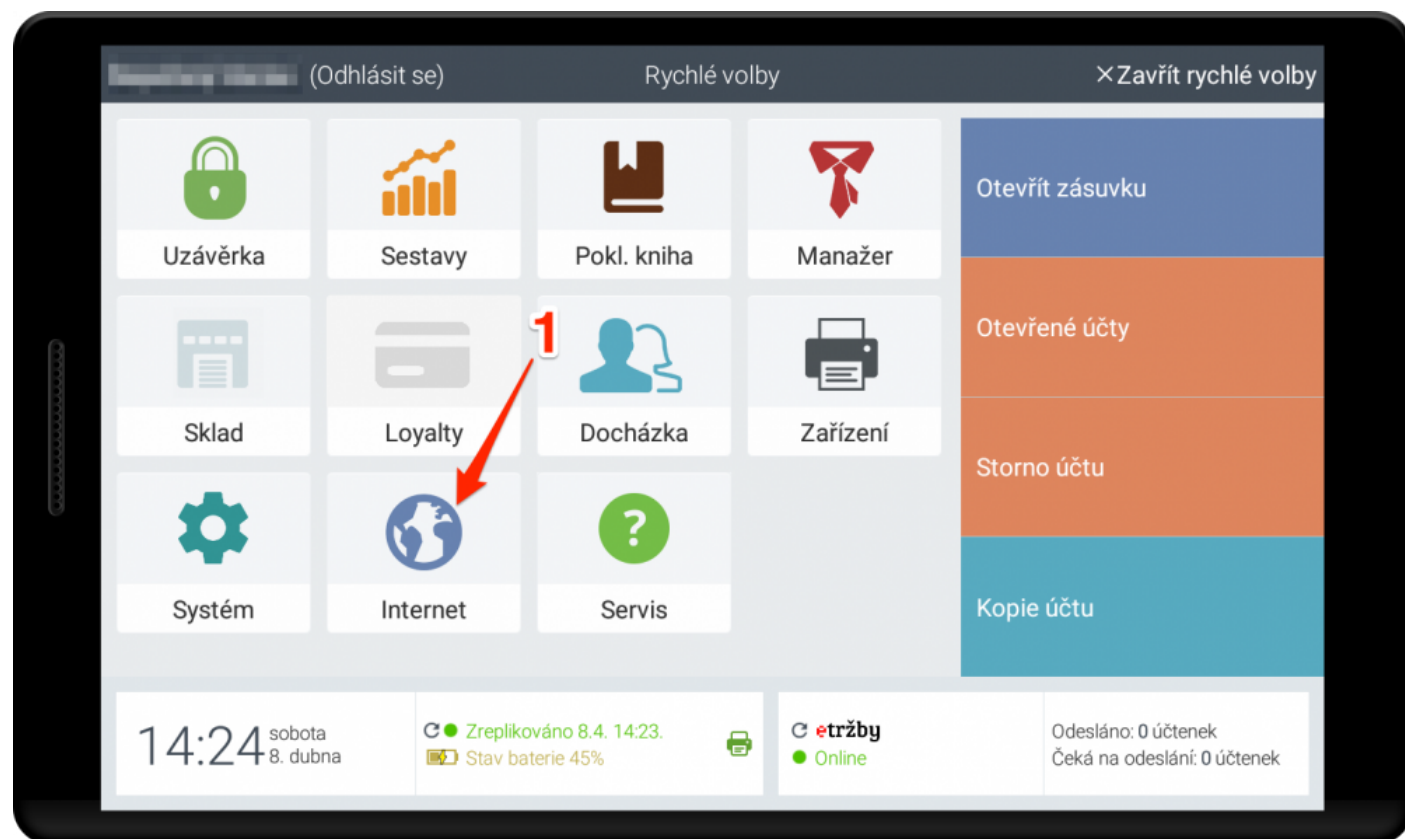 (Odhlásit se) Rychlé volby ×Zavřít rychlé volby
Uzávěrka Sestavy Pokl. kniha Manažer
Otevřít zásuvku
1
Otevřené účty
Sklad Loyalty Docházka Zařízení
Storno účtu
?
Systém Internet Servis
Kopie účtu
14:24 sobota
8. dubna
Zreplikováno 8.4. 14:23.
Stav baterie 45%
etržby
Online
Odesláno: 0 účtenek
Čeká na odeslání: 0 účtenek